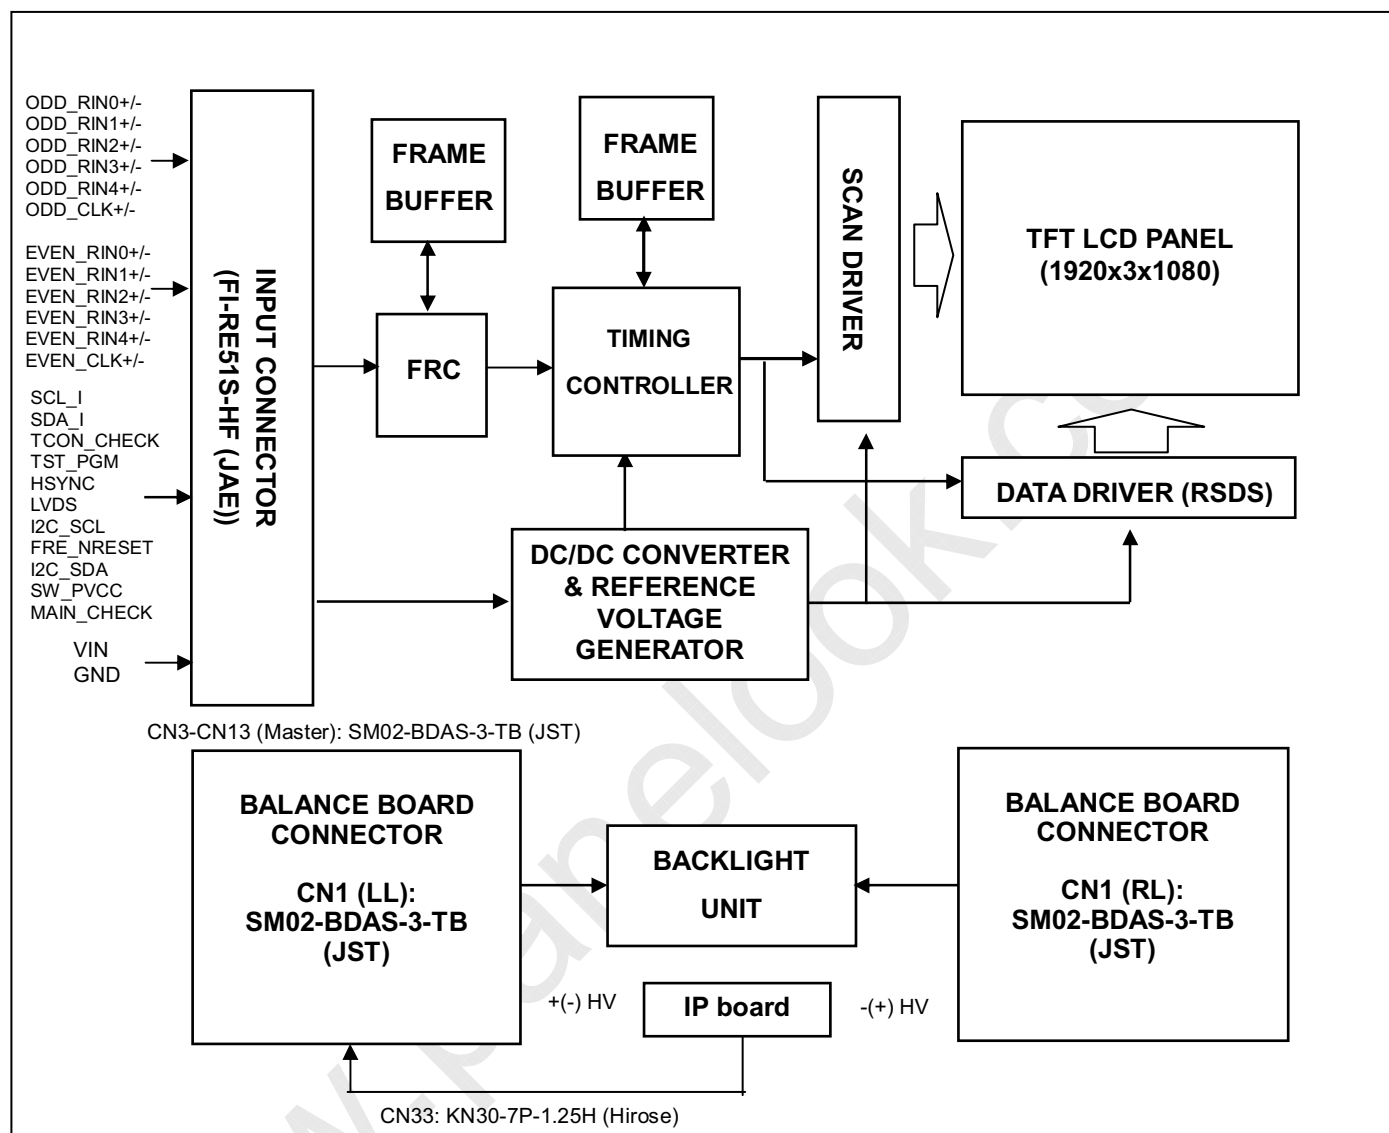 ODD_RIN0+/-
ODD_RIN1+/-
ODD_RIN2+/-
ODD_RIN3+/-
ODD_RIN4+/-
ODD_CLK+/-
EVEN_RIN0+/-
EVEN_RIN1+/-
EVEN_RIN2+/-
EVEN_RIN3+/-
EVEN_RIN4+/-
EVEN_CLK+/-
SCL_I
SDA_I
TCON_CHECK
TST_PGM
HSYNC
LVDS
I2C_SCL
FRE_NRESET
I2C_SDA
SW_PVCC
MAIN_CHECK
VIN
GND
INPUT CONNECTOR
(FI-RE51S-HF (JAE))
FRAME
BUFFER
FRC
FRAME
BUFFER
TIMING
CONTROLLER
SCAN DRIVER
TFT LCD PANEL
(1920x3x1080)
DATA DRIVER (RSDS)
DC/DC CONVERTER
& REFERENCE
VOLTAGE
GENERATOR
CN3-CN13 (Master): SM02-BDAS-3-TB (JST)
BALANCE BOARD
CONNECTOR
CN1 (LL):
SM02-BDAS-3-TB
(JST)
BACKLIGHT
UNIT
BALANCE BOARD
CONNECTOR
CN1 (RL):
SM02-BDAS-3-TB
(JST)
+(-) HV
IP board
-(+) HV
CN33: KN30-7P-1.25H (Hirose)
w.panelook.c